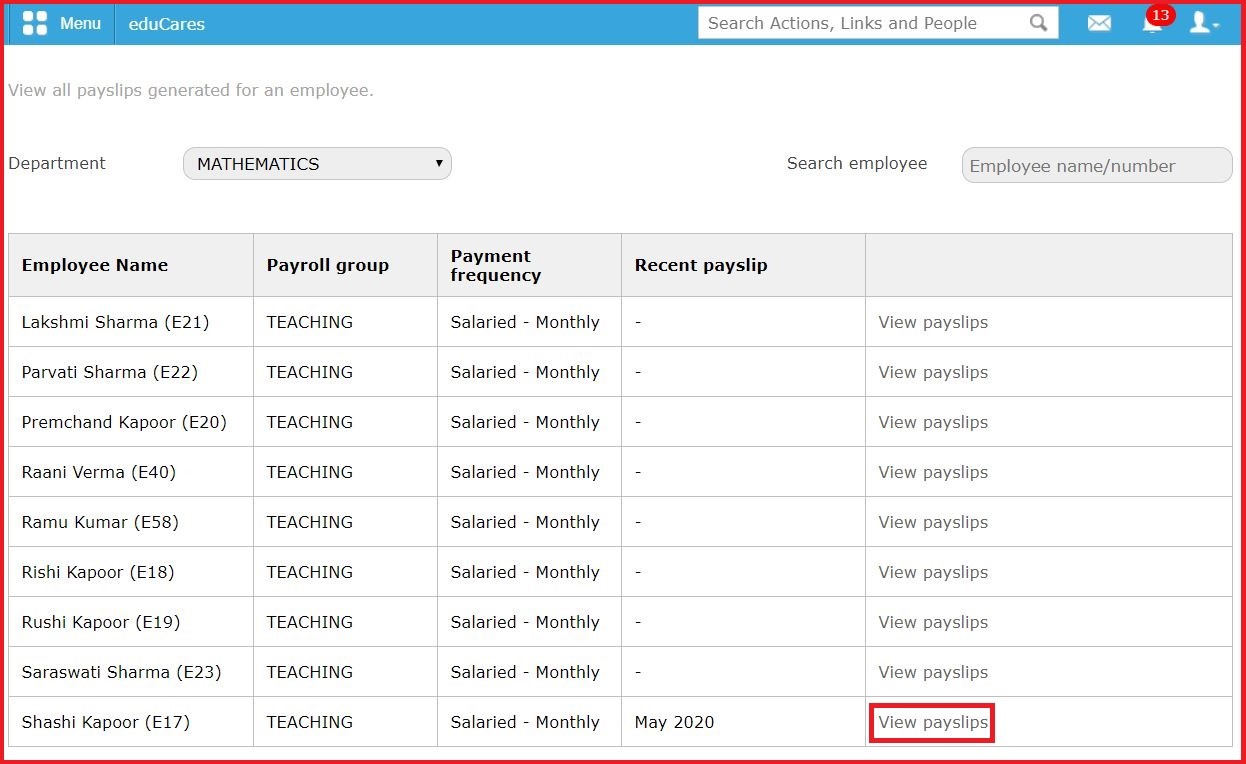 Menu eduCares Search Actions, Links and People 13
View all payslips generated for an employee.
Department MATHEMATICS Search employee Employee name/number
Employee Name Payroll group Payment frequency Recent payslip
Lakshmi Sharma (E21) TEACHING Salaried - Monthly - View payslips
Parvati Sharma (E22) TEACHING Salaried - Monthly - View payslips
Premchand Kapoor (E20) TEACHING Salaried - Monthly - View payslips
Raani Verma (E40) TEACHING Salaried - Monthly - View payslips
Ramu Kumar (E58) TEACHING Salaried - Monthly - View payslips
Rishi Kapoor (E18) TEACHING Salaried - Monthly - View payslips
Rushi Kapoor (E19) TEACHING Salaried - Monthly - View payslips
Saraswati Sharma (E23) TEACHING Salaried - Monthly - View payslips
Shashi Kapoor (E17) TEACHING Salaried - Monthly May 2020 View payslips